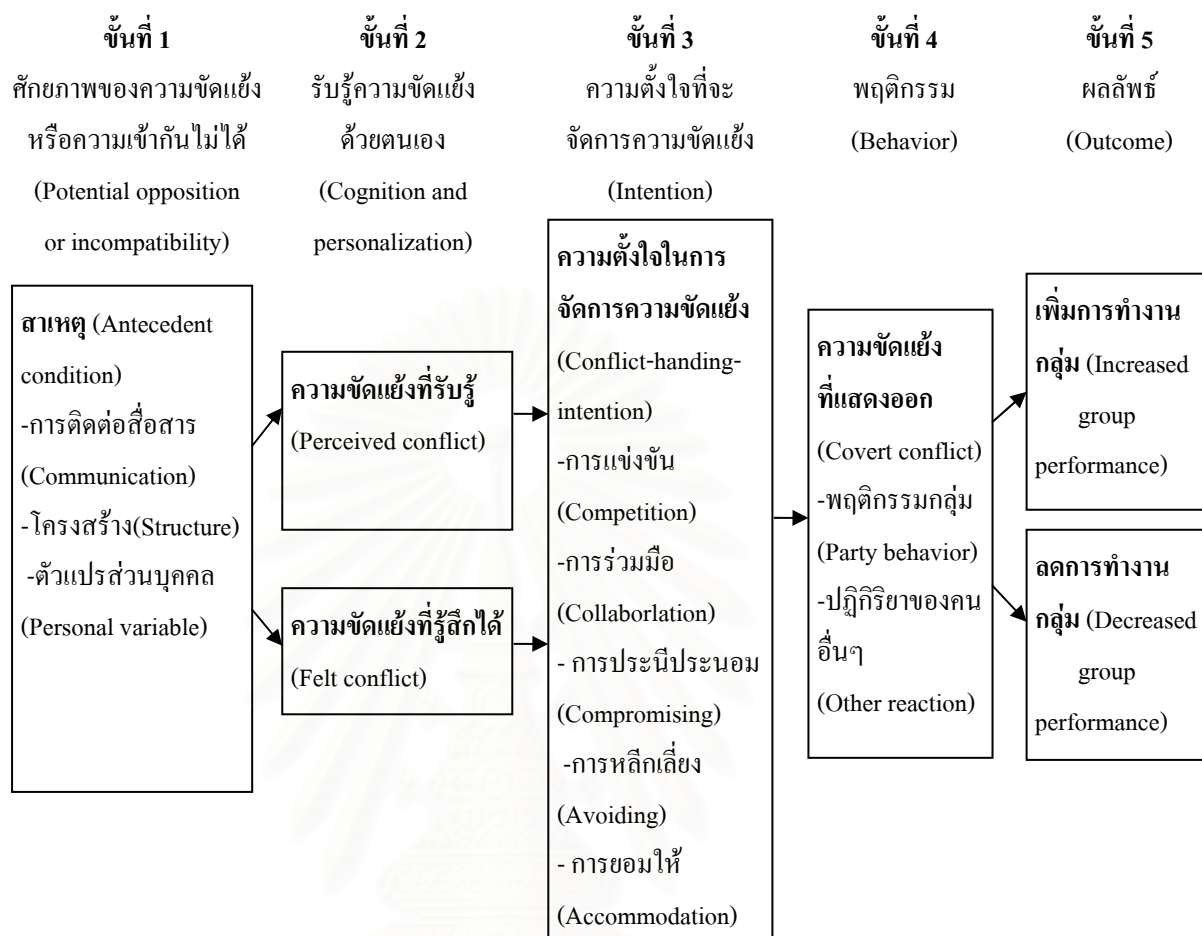 ขั้นที่ 1
ศักยภาพของความขัดแย้ง
หรือความเข้ากันไม่ได้
(Potential opposition
or incompatibility)
ขั้นที่ 2
รับรู้ความขัดแย้ง
ด้วยตนเอง
(Cognition and
personalization)
ขั้นที่ 3
ความตั้งใจที่จะ
จัดการความขัดแย้ง
(Intention)
ขั้นที่ 4
พฤติกรรม
(Behavior)
ขั้นที่ 5
ผลลัพธ์
(Outcome)
สาเหตุ (Antecedent
condition)
-การติดต่อสื่อสาร
(Communication)
-โครงสร้าง(Structure)
-ตัวแปรส่วนบุคคล
(Personal variable)
ความขัดแย้งที่รับรู้
(Perceived conflict)
ความขัดแย้งที่รู้สึกได้
(Felt conflict)
ความตั้งใจในการ
จัดการความขัดแย้ง
(Conflict-handing-
intention)
-การแข่งขัน
(Competition)
-การร่วมมือ
(Collaborlation)
- การประนีประนอม
(Compromising)
-การหลีกเลี่ยง
(Avoiding)
- การยอมให้
(Accommodation)
ความขัดแย้ง
ที่แสดงออก
(Covert conflict)
-พฤติกรรมกลุ่ม
(Party behavior)
-ปฏิกิริยาของคน
อื่นๆ
(Other reaction)
เพิ่มการทำงาน
กลุ่ม (Increased
group
performance)
ลดการทำงาน
กลุ่ม (Decreased
group
performance)